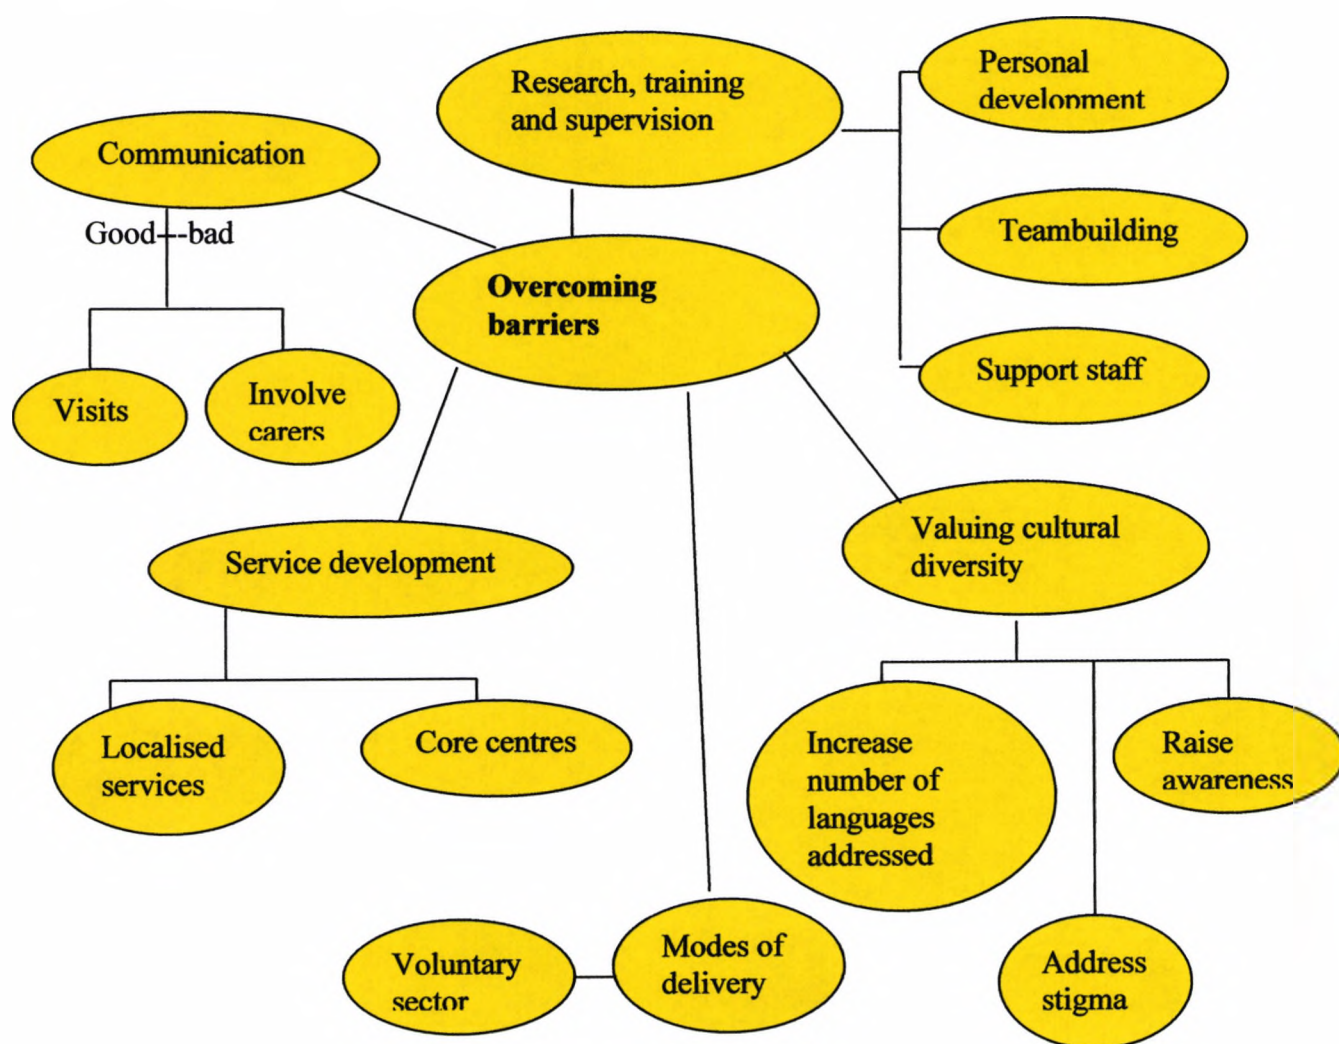 Research, training
and supervision
Personal
development
Communication
Good---bad
Teambuilding
Overcoming
barriers
Visits
Involve
carers
Support staff
Service development
Valuing cultural
diversity
Localised
services
Core centres
Increase
number of
languages
addressed
Raise
awareness
Voluntary
sector
Modes of
delivery
Address
stigma